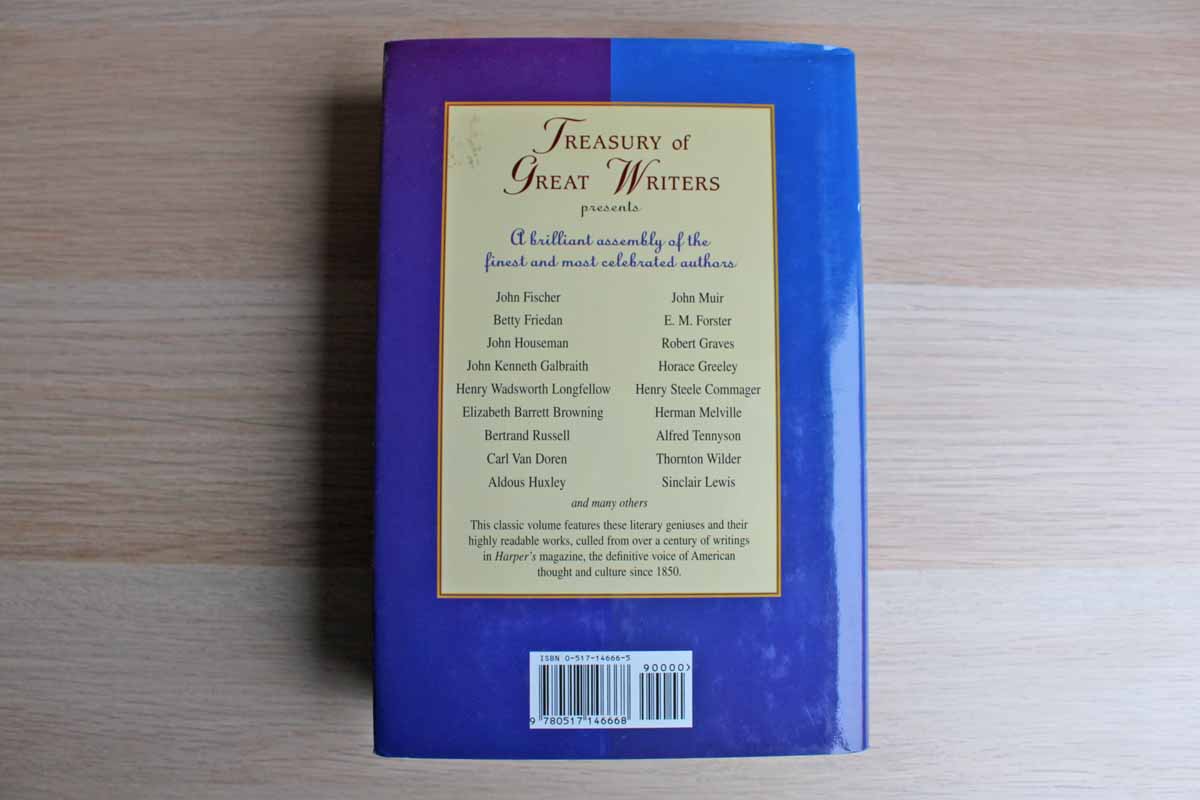 TREASURY of
GREAT WRITERS
presents
A brilliant assembly of the
finest and most celebrated authors
John Fischer
Betty Friedan
John Houseman
John Kenneth Galbraith
Henry Wadsworth Longfellow
Elizabeth Barrett Browning
Bertrand Russell
Carl Van Doren
Aldous Huxley
John Muir
E. M. Forster
Robert Graves
Horace Greeley
Henry Steele Commager
Herman Melville
Alfred Tennyson
Thornton Wilder
Sinclair Lewis
and many others
This classic volume features these literary geniuses and their
highly readable works, culled from over a century of writings
in Harper's magazine, the definitive voice of American
thought and culture since 1850.
ISBN 0-517-14666-5
90000>
9 780517 146668